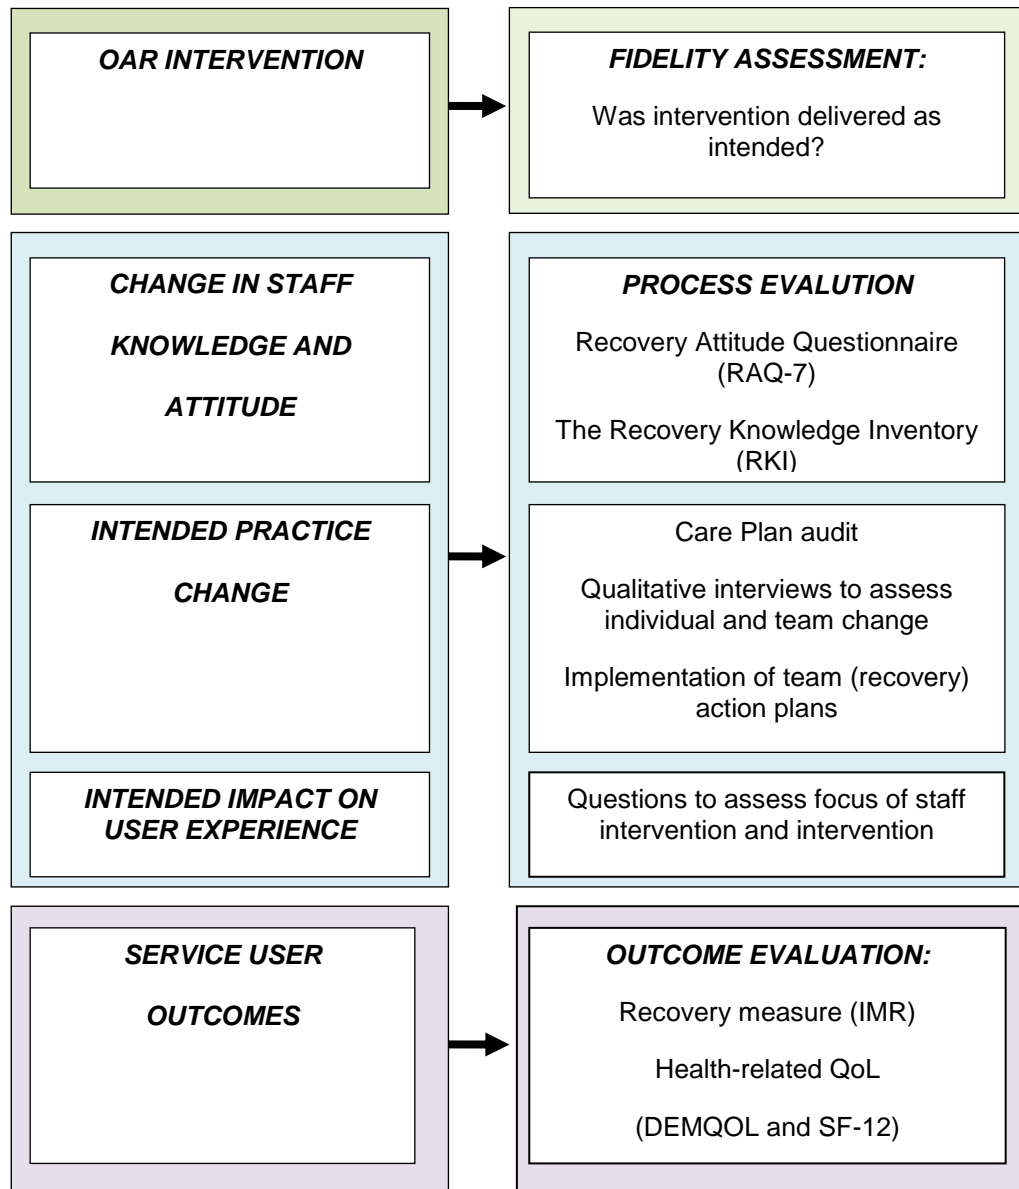 OAR INTERVENTION
FIDELITY ASSESSMENT:
Was intervention delivered as
intended?
CHANGE IN STAFF
KNOWLEDGE AND
ATTITUDE
PROCESS EVALUTION
Recovery Attitude Questionnaire
(RAQ-7)
The Recovery Knowledge Inventory
(RKI)
INTENDED PRACTICE
CHANGE
Care Plan audit
Qualitative interviews to assess
individual and team change
Implementation of team (recovery)
action plans
INTENDED IMPACT ON
USER EXPERIENCE
Questions to assess focus of staff
intervention and intervention
SERVICE USER
OUTCOMES
OUTCOME EVALUATION:
Recovery measure (IMR)
Health-related QoL
(DEMQOL and SF-12)